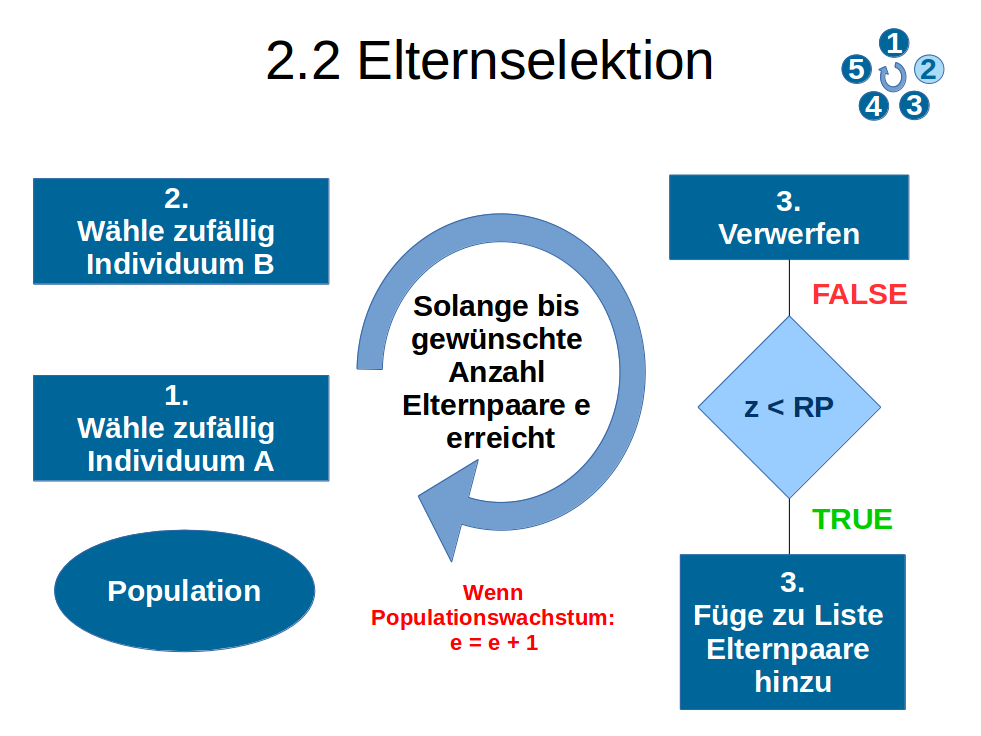 2.2 Elternselektion
1
2
3
4
5
2.
Wähle zufällig
Individuum B
1.
Wähle zufällig
Individuum A
Population
Solange bis
gewünschte
Anzahl
Elternpaare e
erreicht
Wenn
Populationswachstum:
e = e + 1
3.
Verwerfen
FALSE
z < RP
TRUE
3.
Füge zu Liste
Elternpaare
hinzu